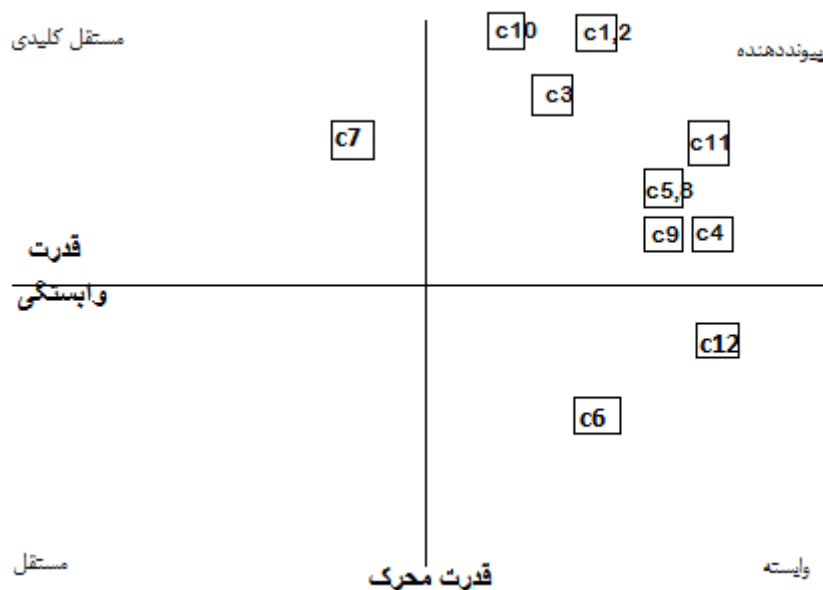 مستقل کلیدی
c10
c1,2
پیونددهنده
c3
c7
c11
c5,8
c9
c4
قدرت
وابستگی
c12
c6
مستقل
قدرت محرک
وابسته